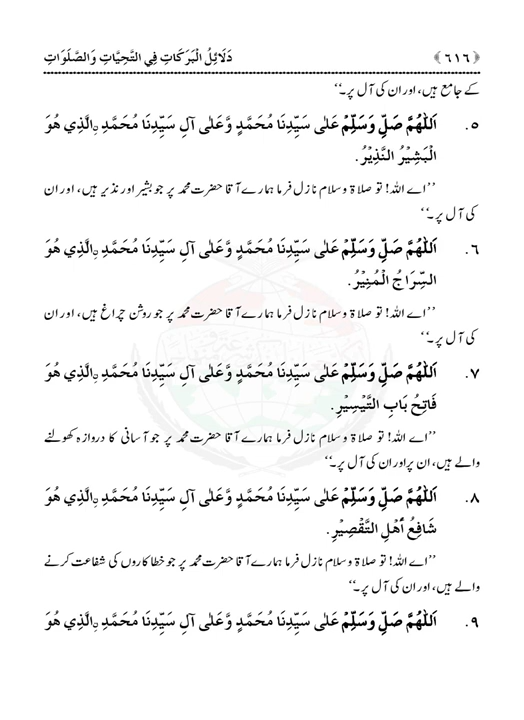 ﴿٦١٦﴾ دَلَائِلُ الْبَرَكَاتِ فِي التَّحِيَّاتِ وَالصَّلَوَاتِ
کے جامع ہیں، اور ان کی آل پر۔‘‘
٥. اَللّٰهُمَّ صَلِّ وَسَلِّمْ عَلٰى سَيِّدِنَا مُحَمَّدٍ وَّعَلٰى آلِ سَيِّدِنَا مُحَمَّدِ ۣالَّذِي هُوَ
الْبَشِيْرُ النَّذِيْرُ.
’’اے اللہ! تو صلاۃ و سلام نازل فرما ہمارے آقا حضرت محمد پر جو بشیر اور نذیر ہیں، اور ان
کی آل پر۔‘‘
٦. اَللّٰهُمَّ صَلِّ وَسَلِّمْ عَلٰى سَيِّدِنَا مُحَمَّدٍ وَّعَلٰى آلِ سَيِّدِنَا مُحَمَّدِ ۣالَّذِي هُوَ
السِّرَاجُ الْمُنِيْرُ.
’’اے اللہ! تو صلاۃ و سلام نازل فرما ہمارے آقا حضرت محمد پر جو روشن چراغ ہیں، اور ان
کی آل پر۔‘‘
٧. اَللّٰهُمَّ صَلِّ وَسَلِّمْ عَلٰى سَيِّدِنَا مُحَمَّدٍ وَّعَلٰى آلِ سَيِّدِنَا مُحَمَّدِ ۣالَّذِي هُوَ
فَاتِحُ بَابِ التَّيْسِيْرِ.
’’اے اللہ! تو صلاۃ و سلام نازل فرما ہمارے آقا حضرت محمد پر جو آسانی کا دروازہ کھولنے
والے ہیں، ان پر اور ان کی آل پر۔‘‘
٨. اَللّٰهُمَّ صَلِّ وَسَلِّمْ عَلٰى سَيِّدِنَا مُحَمَّدٍ وَّعَلٰى آلِ سَيِّدِنَا مُحَمَّدِ ۣالَّذِي هُوَ
شَافِعُ أَهْلِ التَّقْصِيْرِ.
’’اے اللہ! تو صلاۃ و سلام نازل فرما ہمارے آقا حضرت محمد پر جو خطا کاروں کی شفاعت کرنے
والے ہیں، اور ان کی آل پر۔‘‘
٩. اَللّٰهُمَّ صَلِّ وَسَلِّمْ عَلٰى سَيِّدِنَا مُحَمَّدٍ وَّعَلٰى آلِ سَيِّدِنَا مُحَمَّدِ ۣالَّذِي هُوَ